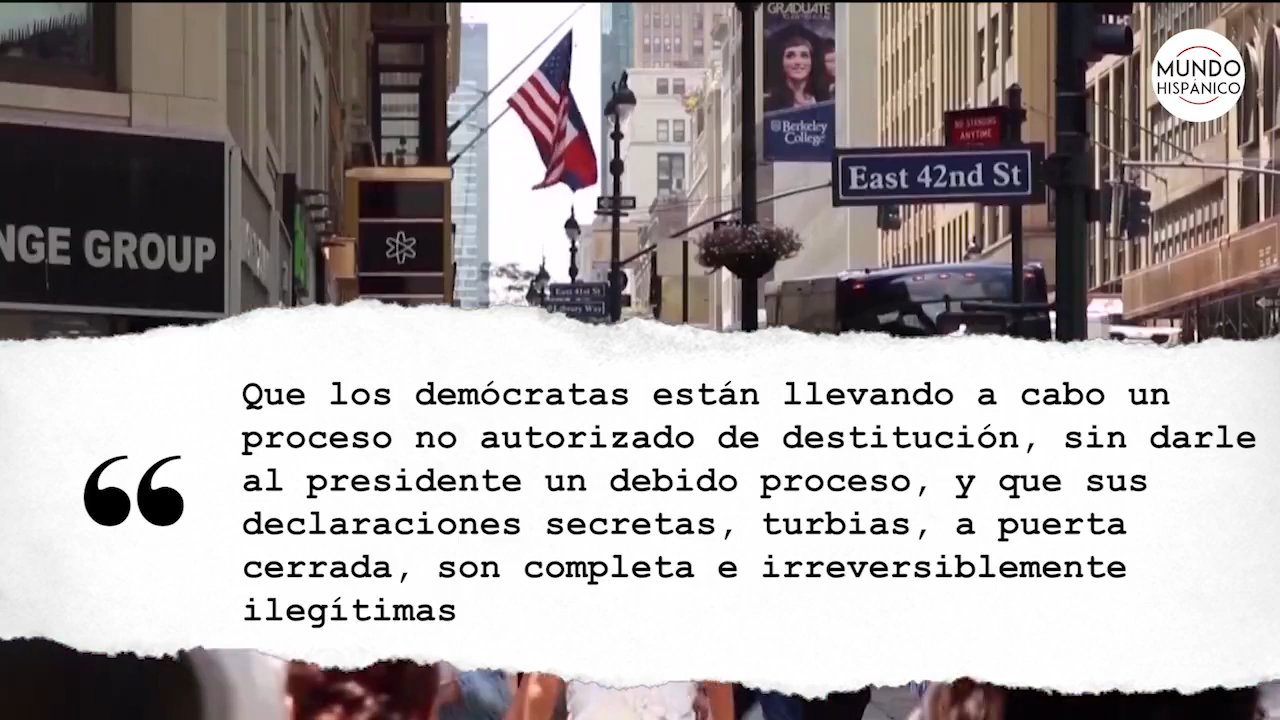 GRADUATE
MUNDO
HISPÁNICO
NO STANDING
ANYTIME
Berkeley
College
East 42nd St
NGE GROUP
East 41st St
Library Way
Que los demócratas están llevando a cabo un
proceso no autorizado de destitución, sin darle
al presidente un debido proceso, y que sus
declaraciones secretas, turbias, a puerta
cerrada, son completa e irreversiblemente
ilegítimas